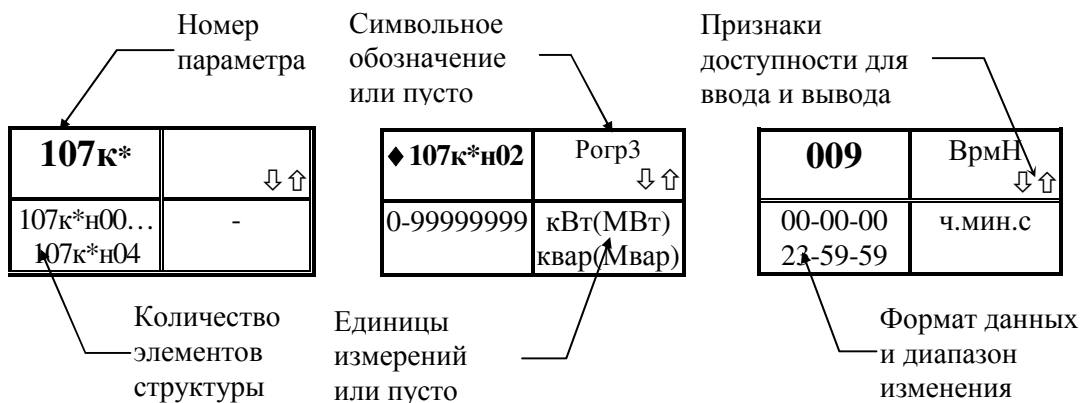 Номер
параметра
Символьное
обозначение
или пусто
Признаки
доступности для
ввода и вывода
107к*
⇩⇧
107к*н00…
107к*н04
-
♦107к*н02
Рогр3
⇩⇧
0-99999999
кВт(МВт)
квар(Мвар)
009
ВрмН
⇩⇧
00-00-00
23-59-59
ч.мин.с
Количество
элементов
структуры
Единицы
измерений
или пусто
Формат данных
и диапазон
изменения